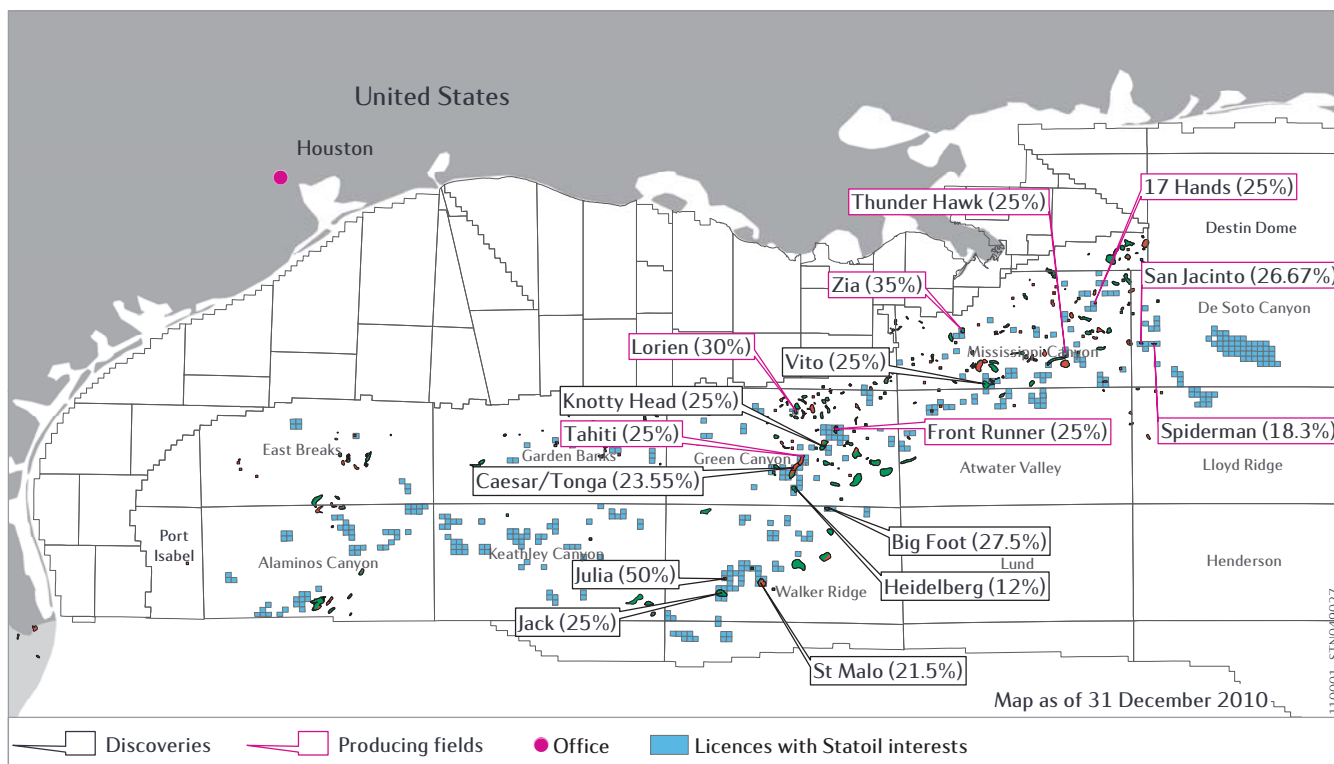 United States
Houston
17 Hands (25%)
Thunder Hawk (25%)
Destin Dome
San Jacinto (26.67%)
Zia (35%)
De Soto Canyon
Lorien (30%)
Vito (25%)
Mississippi Canyon
Knotty Head (25%)
Tahiti (25%)
Front Runner (25%)
Spiderman (18.3%)
East Breaks
Garden Banks
Green Canyon
Atwater Valley
Lloyd Ridge
Caesar/Tonga (23.55%)
Port
Isabel
Alaminos Canyon
Keathley Canyon
Big Foot (27.5%)
Lund
Henderson
Julia (50%)
Walker Ridge
Heidelberg (12%)
Jack (25%)
St Malo (21.5%)
Map as of 31 December 2010
Discoveries
Producing fields
Office
Licences with Statoil interests